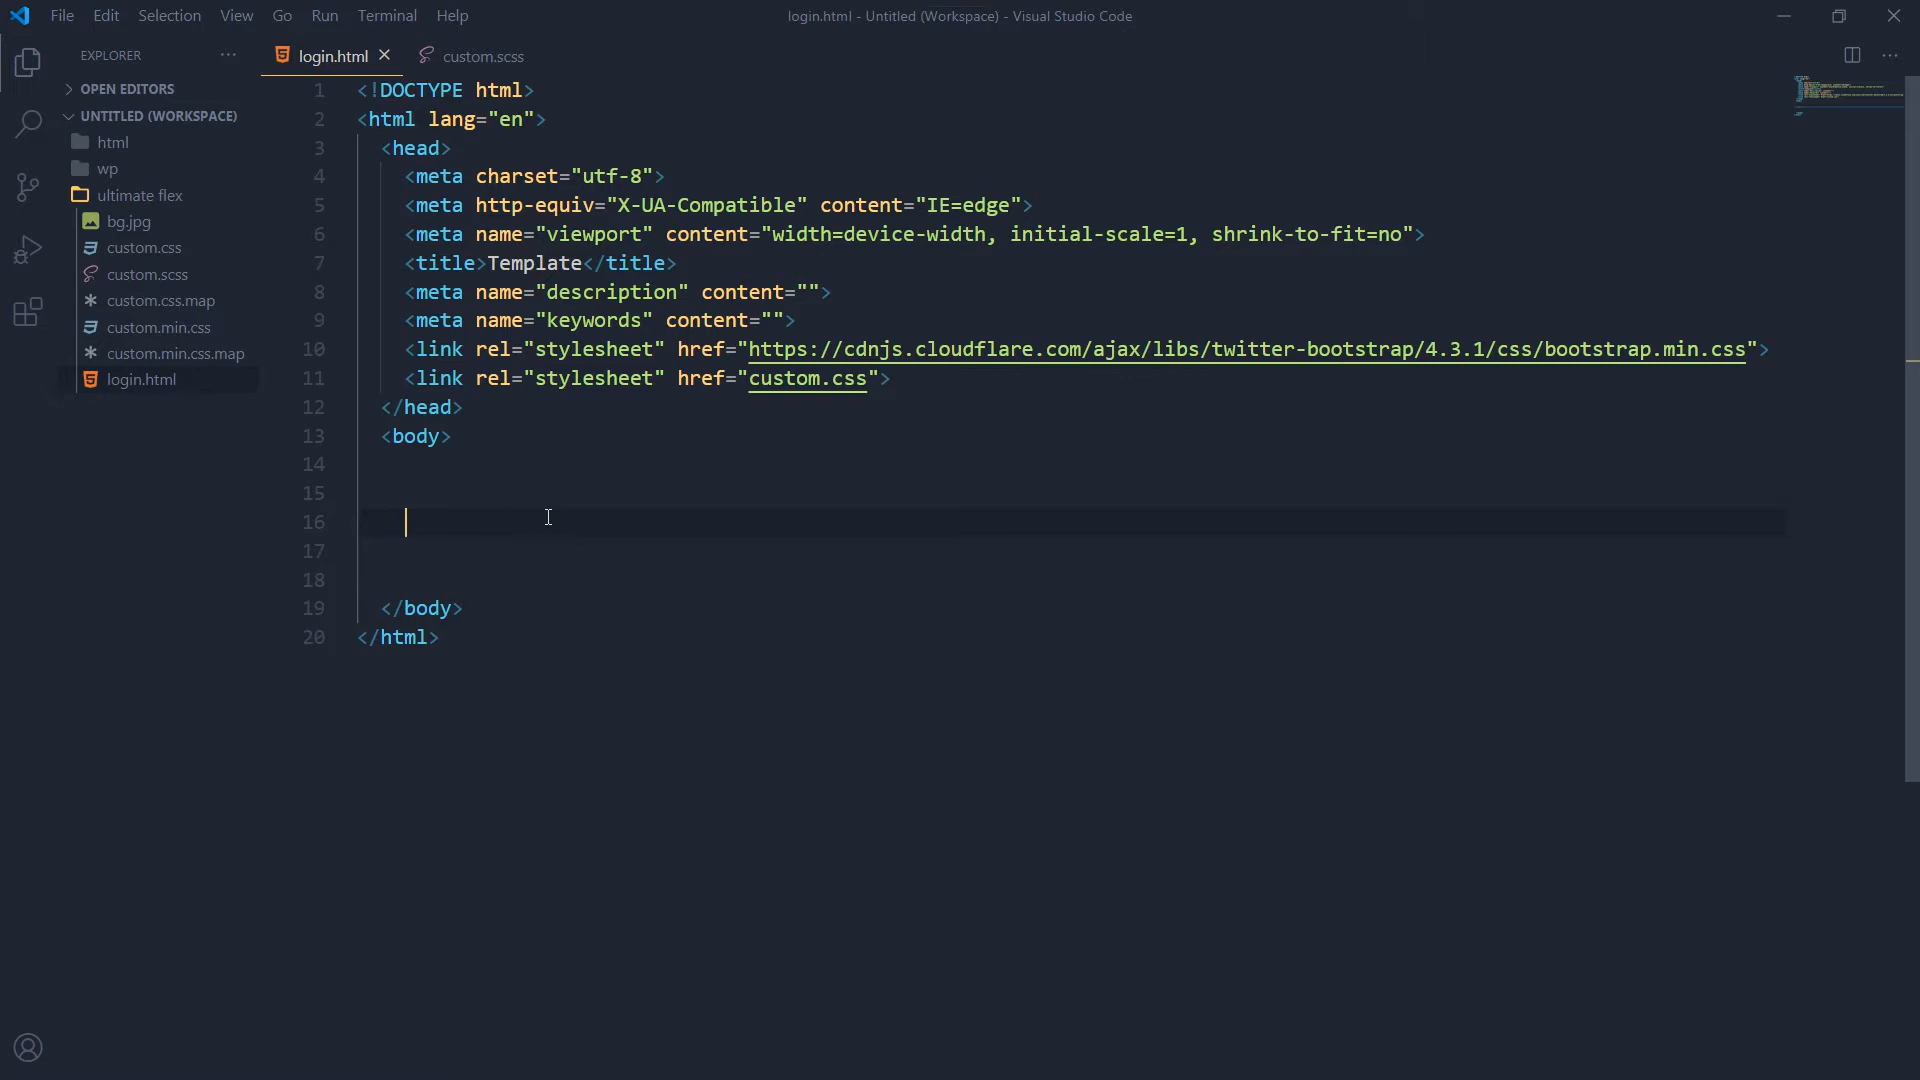 File Edit Selection View Go Run Terminal Help
login.html - Untitled (Workspace) - Visual Studio Code
EXPLORER
login.html
custom.scss
OPEN EDITORS
UNTITLED (WORKSPACE)
html
wp
ultimate flex
bg.jpg
custom.css
custom.scss
custom.css.map
custom.min.css
custom.min.css.map
login.html
1 <!DOCTYPE html>
2 <html lang="en">
3 <head>
4 <meta charset="utf-8">
5 <meta http-equiv="X-UA-Compatible" content="IE=edge">
6 <meta name="viewport" content="width=device-width, initial-scale=1, shrink-to-fit=no">
7 <title>Template</title>
8 <meta name="description" content="">
9 <meta name="keywords" content="">
10 <link rel="stylesheet" href="https://cdnjs.cloudflare.com/ajax/libs/twitter-bootstrap/4.3.1/css/bootstrap.min.css">
11 <link rel="stylesheet" href="custom.css">
12 </head>
13 <body>
14
15
16
17
18
19 </body>
20 </html>